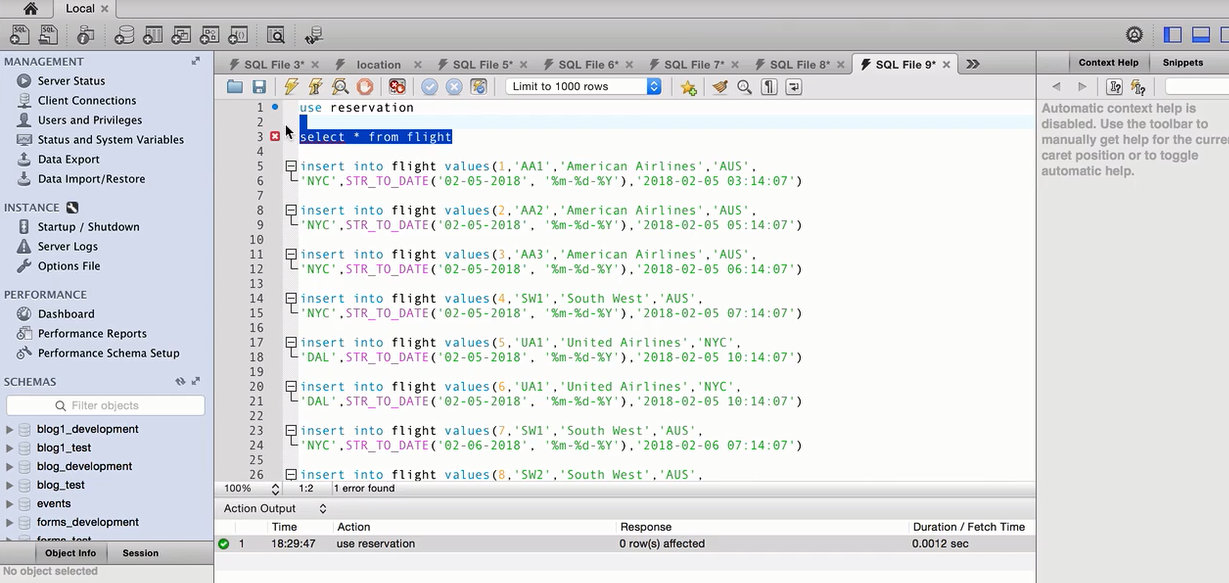 Local ×
MANAGEMENT
Server Status
Client Connections
Users and Privileges
Status and System Variables
Data Export
Data Import/Restore
INSTANCE
Startup / Shutdown
Server Logs
Options File
PERFORMANCE
Dashboard
Performance Reports
Performance Schema Setup
SCHEMAS
Filter objects
blog1_development
blog1_test
blog_development
blog_test
events
forms_development
Object Info Session
No object selected
SQL File 3* × location × SQL File 5* × SQL File 6* × SQL File 7* × SQL File 8* × SQL File 9* ×
Limit to 1000 rows
1 use reservation
2
3 select * from flight
4
5 insert into flight values(1,'AA1','American Airlines','AUS',
6 'NYC',STR_TO_DATE('02-05-2018', '%m-%d-%Y'),'2018-02-05 03:14:07')
7
8 insert into flight values(2,'AA2','American Airlines','AUS',
9 'NYC',STR_TO_DATE('02-05-2018', '%m-%d-%Y'),'2018-02-05 05:14:07')
10
11 insert into flight values(3,'AA3','American Airlines','AUS',
12 'NYC',STR_TO_DATE('02-05-2018', '%m-%d-%Y'),'2018-02-05 06:14:07')
13
14 insert into flight values(4,'SW1','South West','AUS',
15 'NYC',STR_TO_DATE('02-05-2018', '%m-%d-%Y'),'2018-02-05 07:14:07')
16
17 insert into flight values(5,'UA1','United Airlines','NYC',
18 'DAL',STR_TO_DATE('02-05-2018', '%m-%d-%Y'),'2018-02-05 10:14:07')
19
20 insert into flight values(6,'UA1','United Airlines','NYC',
21 'DAL',STR_TO_DATE('02-05-2018', '%m-%d-%Y'),'2018-02-05 10:14:07')
22
23 insert into flight values(7,'SW1','South West','AUS',
24 'NYC',STR_TO_DATE('02-06-2018', '%m-%d-%Y'),'2018-02-06 07:14:07')
25
26 insert into flight values(8,'SW2','South West','AUS',
100% 1:2 1 error found
Action Output
Time Action Response Duration / Fetch Time
1 18:29:47 use reservation 0 row(s) affected 0.0012 sec
Context Help Snippets
Automatic context help is
disabled. Use the toolbar to
manually get help for the curre
caret position or to toggle
automatic help.